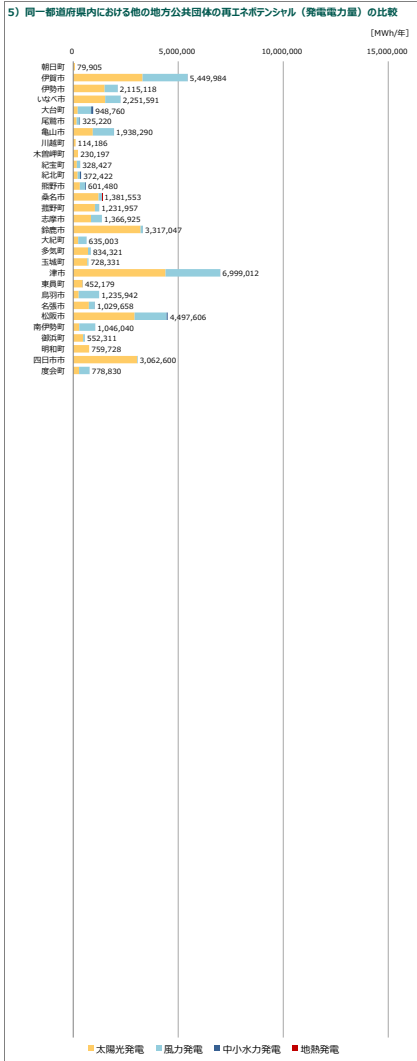 5）同一都道府県内における他の地方公共団体の再エネポテンシャル（発電電力量）の比較
[MWh/年]
0 5,000,000 10,000,000 15,000,000
朝日町 79,905
伊賀市 5,449,984
伊勢市 2,115,118
いなべ市 2,251,591
大台町 948,760
尾鷲市 325,220
亀山市 1,938,290
川越町 114,186
木曽岬町 230,197
紀宝町 328,427
紀北町 372,422
熊野市 601,480
桑名市 1,381,553
菰野町 1,231,957
志摩市 1,366,925
鈴鹿市 3,317,047
大紀町 635,003
多気町 834,321
玉城町 728,331
津市 6,999,012
東員町 452,179
鳥羽市 1,235,942
名張市 1,029,658
松阪市 4,497,606
南伊勢町 1,046,040
御浜町 552,311
明和町 759,728
四日市市 3,062,600
度会町 778,830
太陽光発電 風力発電 中小水力発電 地熱発電